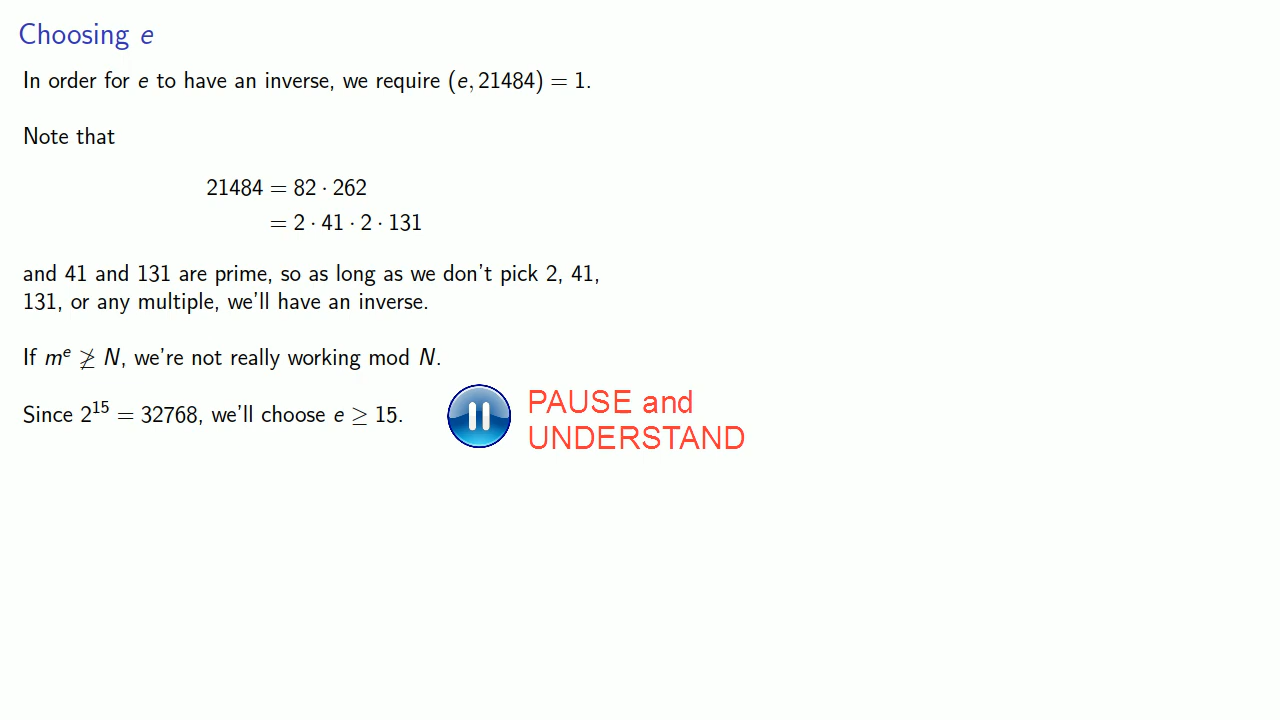 Choosing e
In order for e to have an inverse, we require (e, 21484) = 1.
Note that
21484 = 82 · 262
= 2 · 41 · 2 · 131
and 41 and 131 are prime, so as long as we don't pick 2, 41,
131, or any multiple, we'll have an inverse.
If mᵉ ≱ N, we're not really working mod N.
Since 2¹⁵ = 32768, we'll choose e ≥ 15.
PAUSE and
UNDERSTAND